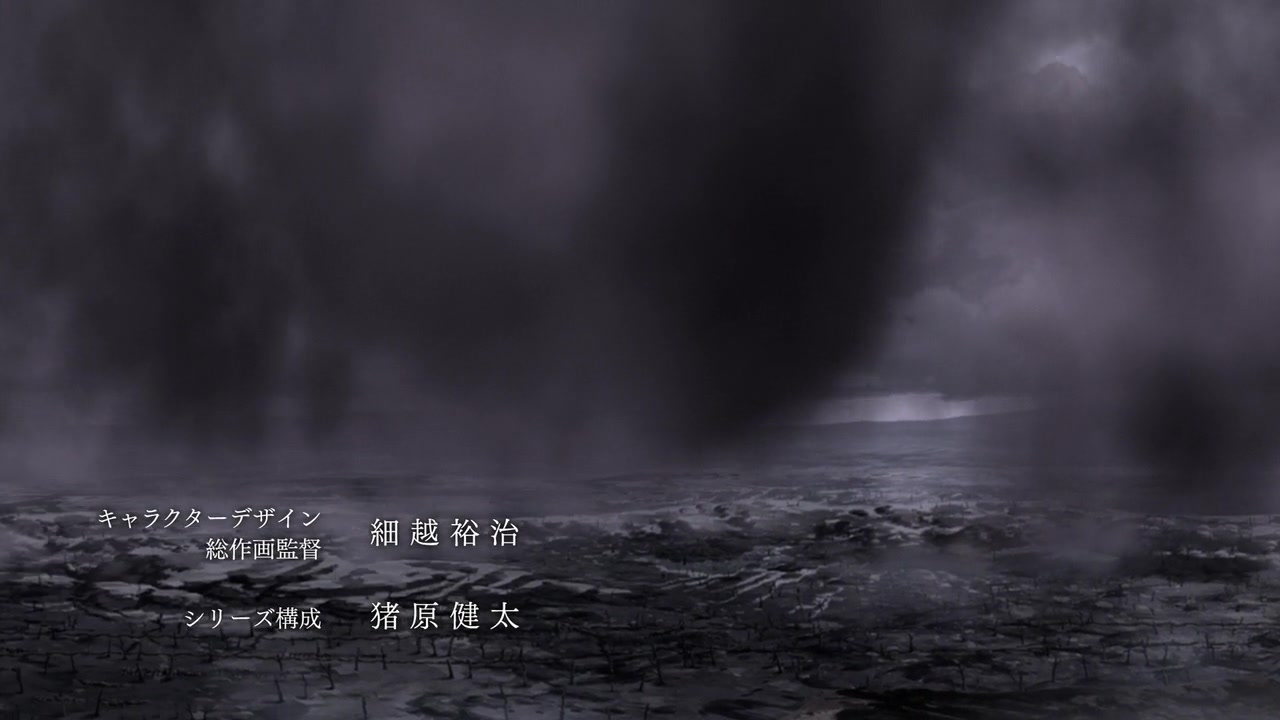 キャラクターデザイン
総作画監督
細越裕治
シリーズ構成
猪原健太